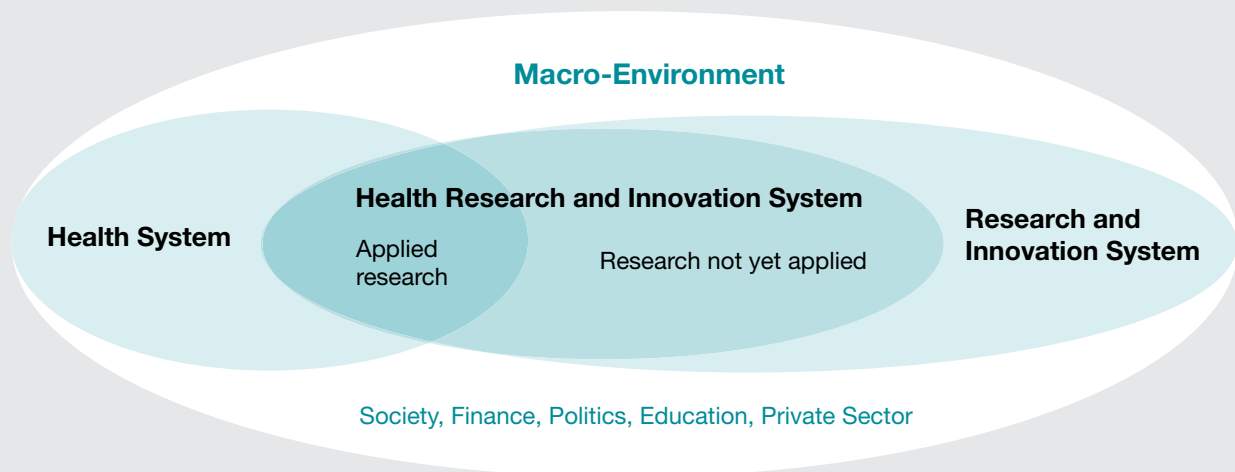 Macro-Environment
Health Research and Innovation System
Health System
Applied
research
Research not yet applied
Research and
Innovation System
Society, Finance, Politics, Education, Private Sector